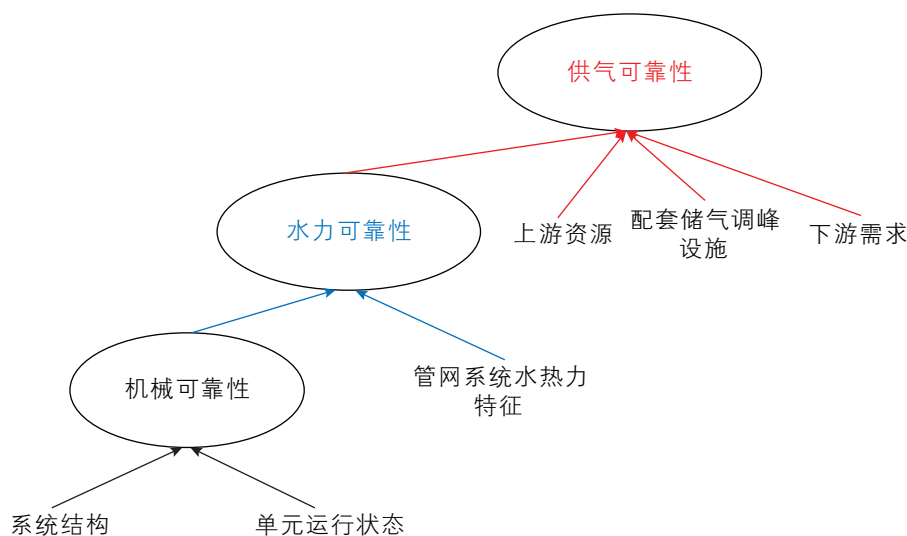 供气可靠性
上游资源
配套储气调峰
设施
下游需求
水力可靠性
管网系统水热力
特征
机械可靠性
系统结构
单元运行状态